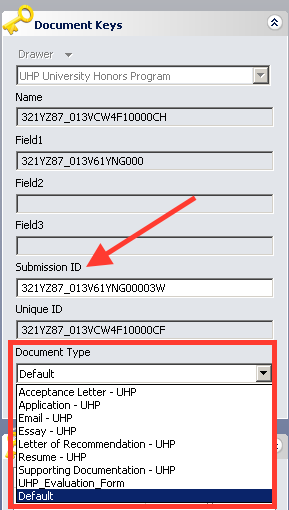 Document Keys
Drawer
UHP University Honors Program
Name
321YZ87_013VCW4F10000CH
Field1
321YZ87_013V61YNG000
Field2
Field3
Submission ID
321YZ87_013V61YNG00003W
Unique ID
321YZ87_013VCW4F10000CF
Document Type
Default
Acceptance Letter - UHP
Application - UHP
Email - UHP
Essay - UHP
Letter of Recommendation - UHP
Resume - UHP
Supporting Documentation - UHP
UHP_Evaluation_Form
Default